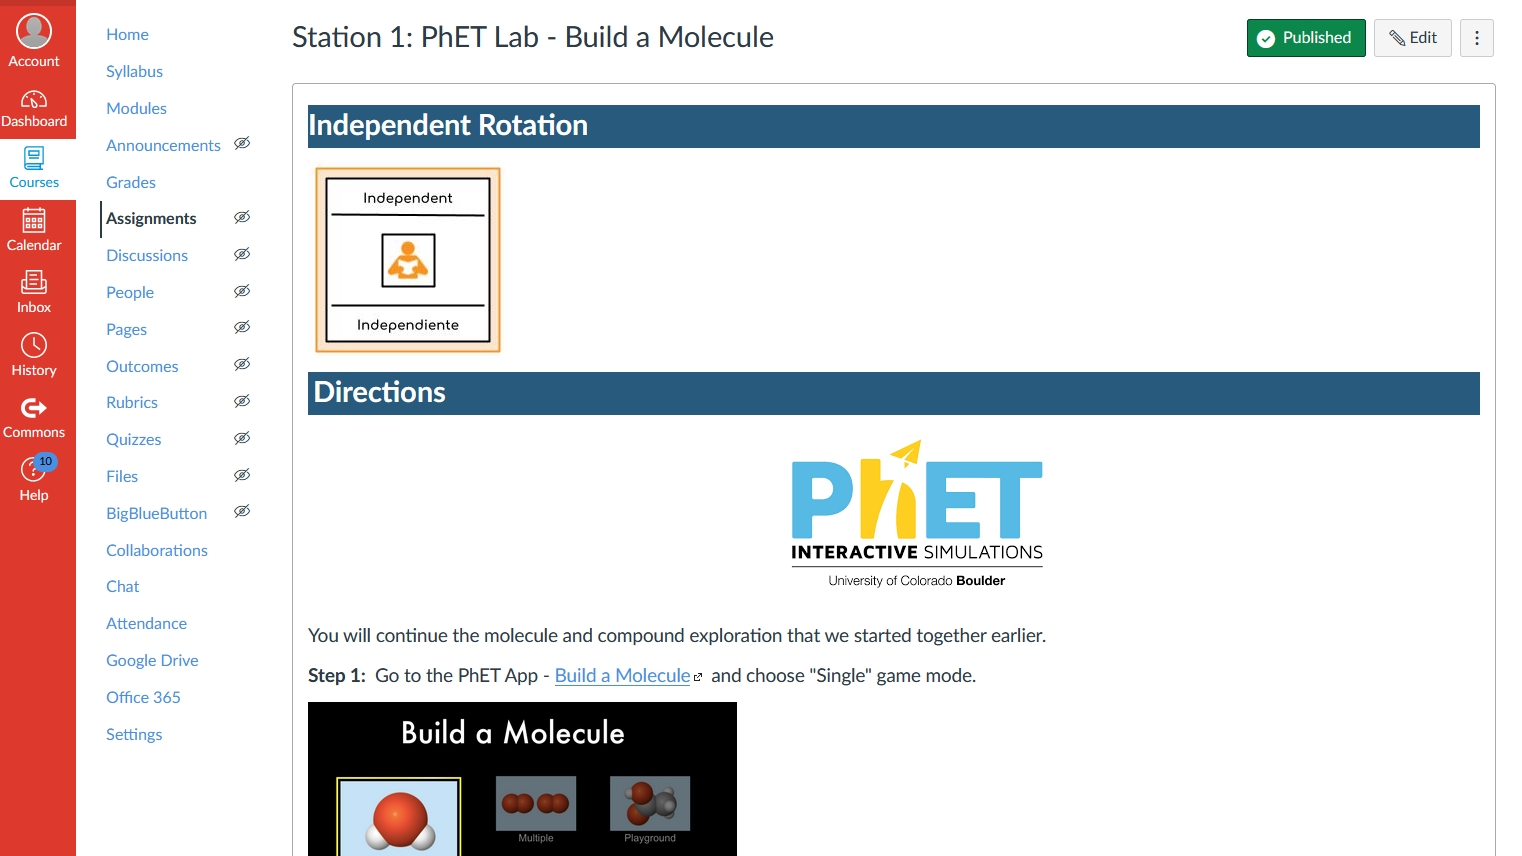 Account
Dashboard
Courses
Calendar
Inbox
History
Commons
10
?
Help
Home
Syllabus
Modules
Announcements
Grades
Assignments
Discussions
People
Pages
Outcomes
Rubrics
Quizzes
Files
BigBlueButton
Collaborations
Chat
Attendance
Google Drive
Office 365
Settings
Station 1: PhET Lab - Build a Molecule
Published
Edit
Independent Rotation
Independent
Independiente
Directions
PhET
INTERACTIVE SIMULATIONS
University of Colorado Boulder
You will continue the molecule and compound exploration that we started together earlier.
Step 1: Go to the PhET App - Build a Molecule and choose "Single" game mode.
Build a Molecule
Multiple
Playground